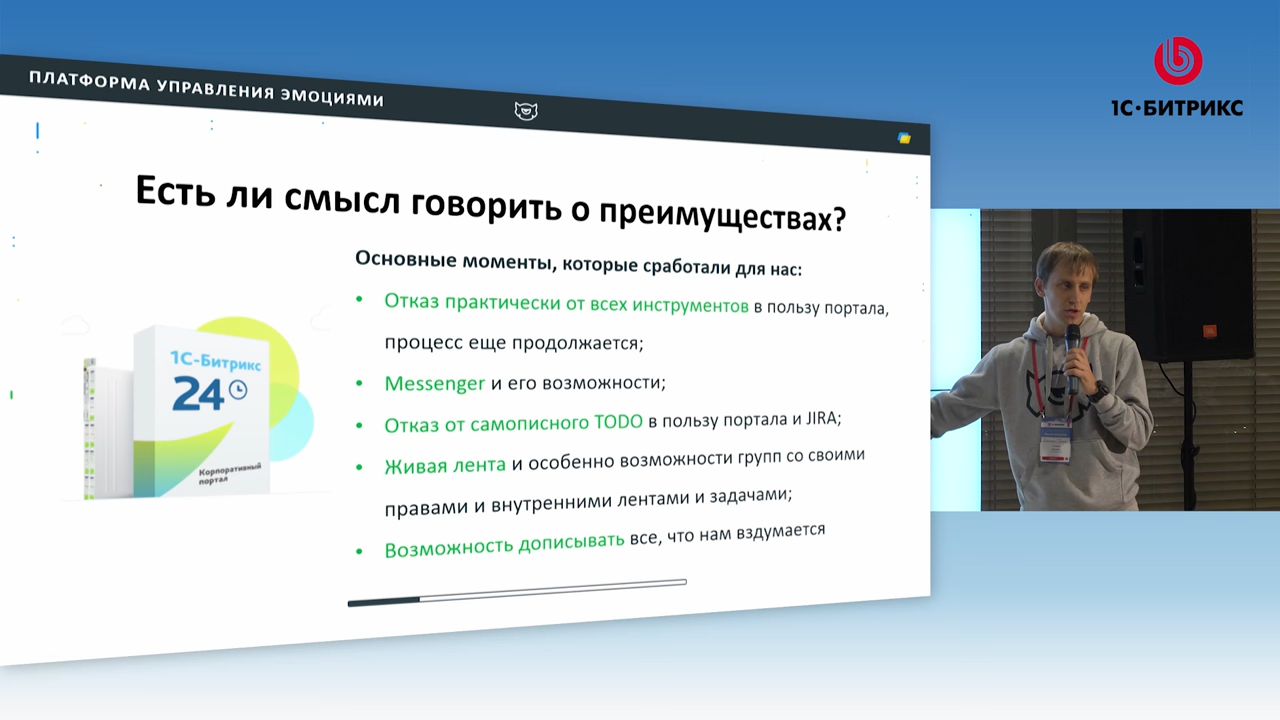 ПЛАТФОРМА УПРАВЛЕНИЯ ЭМОЦИЯМИ
1С·БИТРИКС
Есть ли смысл говорить о преимуществах?
Основные моменты, которые сработали для нас:
• Отказ практически от всех инструментов в пользу портала,
процесс еще продолжается;
• Messenger и его возможности;
• Отказ от самописного TODO в пользу портала и JIRA;
• Живая лента и особенно возможности групп со своими
правами и внутренними лентами и задачами;
• Возможность дописывать все, что нам вздумается
1С-Битрикс
24
Корпоративный
портал